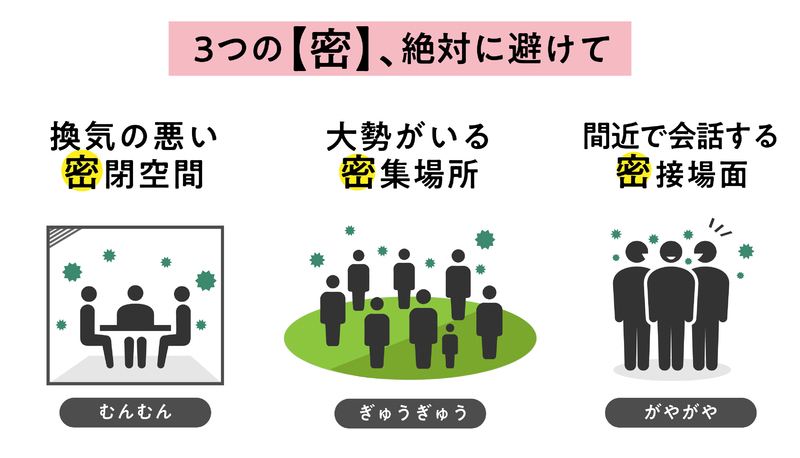 3つの【密】、絶対に避けて
換気の悪い
密閉空間
大勢がいる
密集場所
間近で会話する
密接場面
むんむん
ぎゅうぎゅう
がやがや